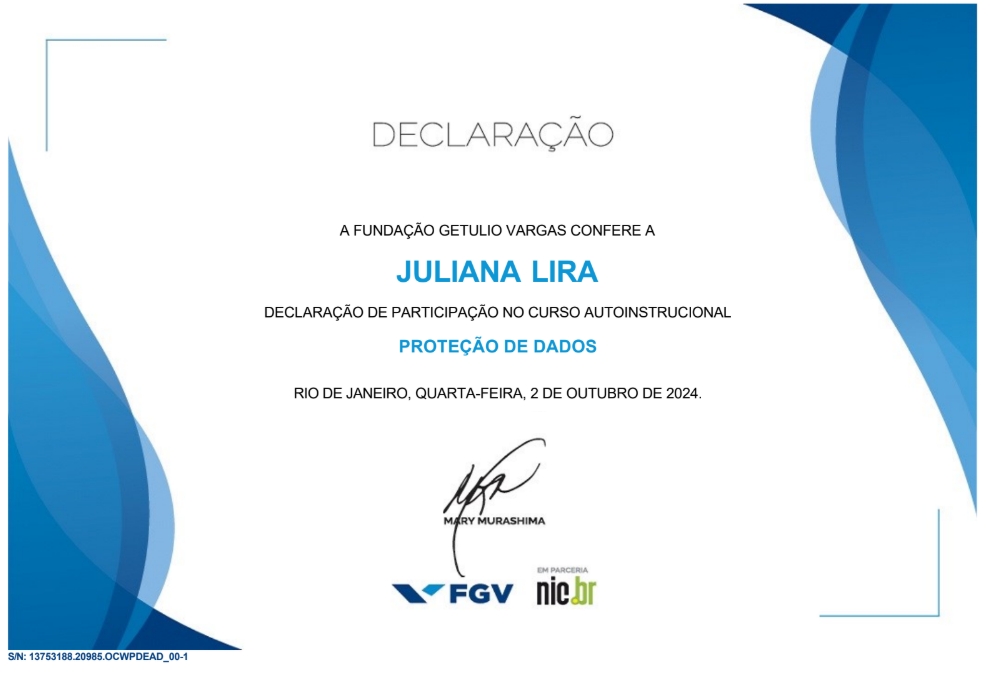 DECLARAÇÃO
A FUNDAÇÃO GETULIO VARGAS CONFERE A
JULIANA LIRA
DECLARAÇÃO DE PARTICIPAÇÃO NO CURSO AUTOINSTRUCIONAL
PROTEÇÃO DE DADOS
RIO DE JANEIRO, QUARTA-FEIRA, 2 DE OUTUBRO DE 2024.
MARY MURASHIMA
EM PARCERIA
FGV nic.br
S/N: 13753188.20985.OCWPDEAD_00-1